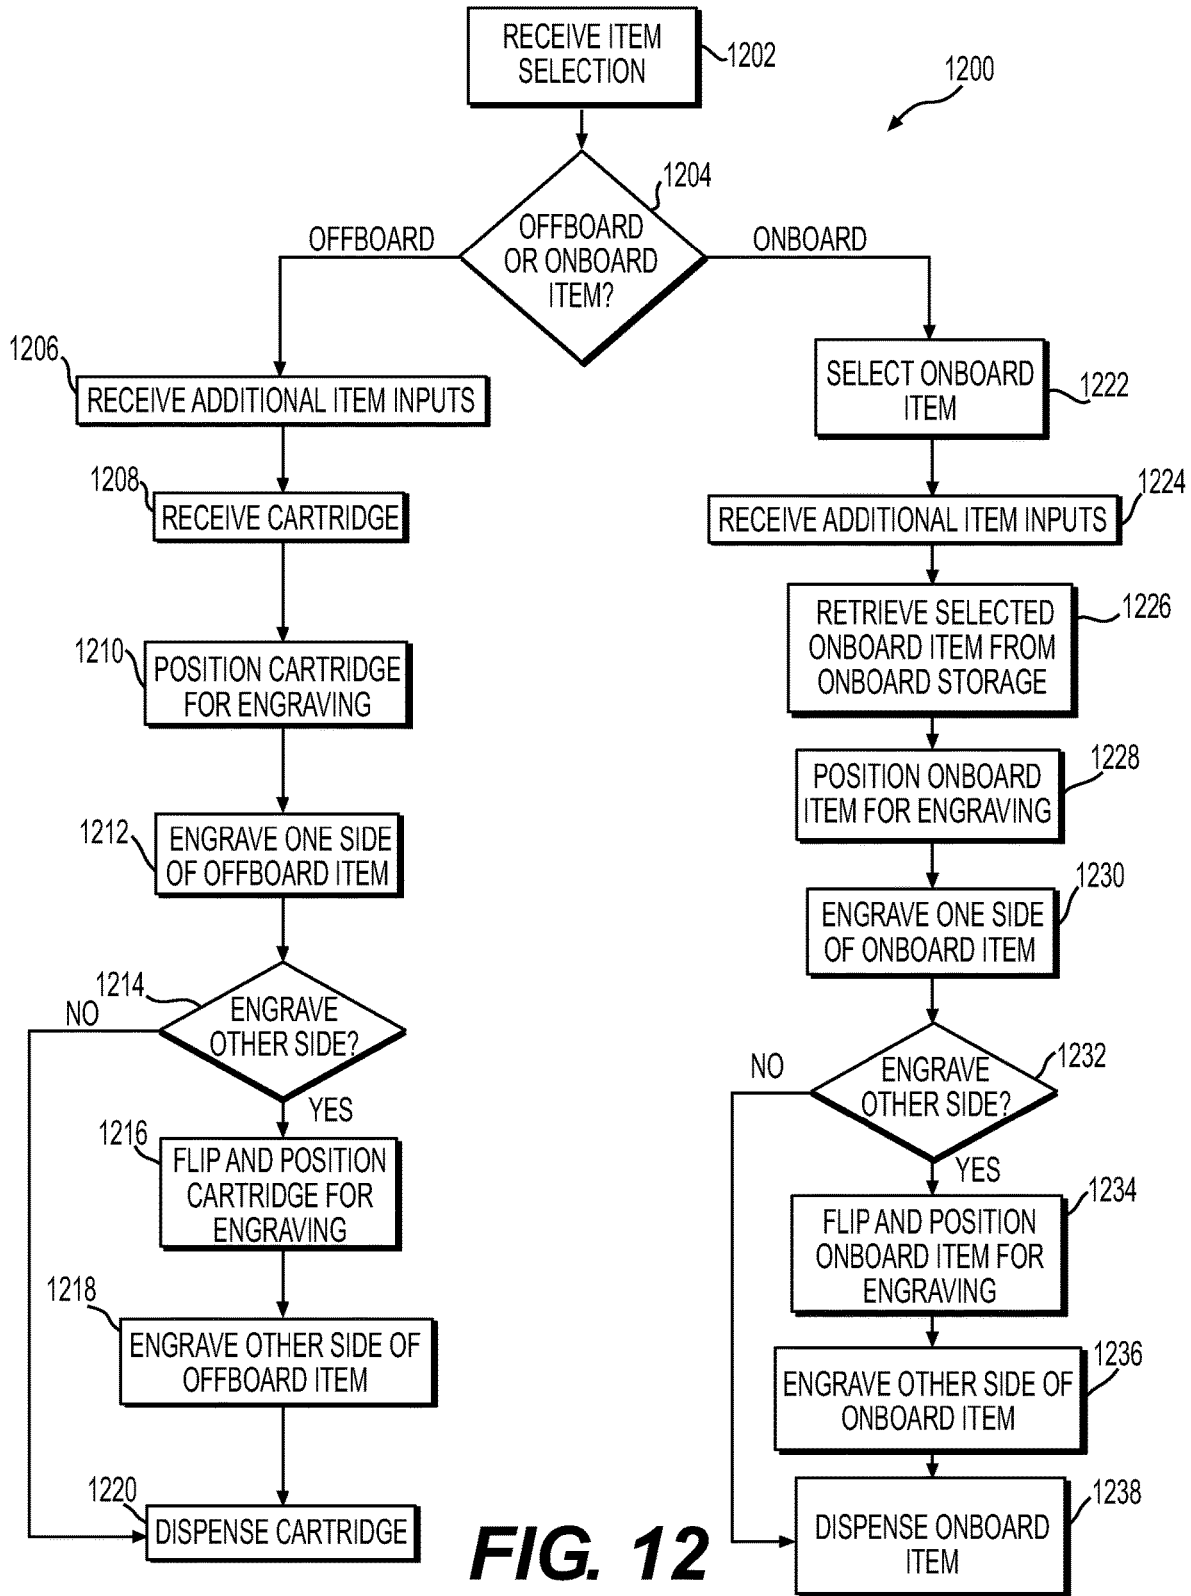 RECEIVE ITEM
SELECTION
1202
1200
1204
OFFBOARD
OR ONBOARD
ITEM?
OFFBOARD
ONBOARD
1206
RECEIVE ADDITIONAL ITEM INPUTS
1208
RECEIVE CARTRIDGE
1210
POSITION CARTRIDGE
FOR ENGRAVING
1212
ENGRAVE ONE SIDE
OF OFFBOARD ITEM
1214
ENGRAVE
OTHER SIDE?
NO
YES
1216
FLIP AND POSITION
CARTRIDGE FOR
ENGRAVING
1218
ENGRAVE OTHER SIDE OF
OFFBOARD ITEM
1220
DISPENSE CARTRIDGE
SELECT ONBOARD
ITEM
1222
1224
RECEIVE ADDITIONAL ITEM INPUTS
RETRIEVE SELECTED
ONBOARD ITEM FROM
ONBOARD STORAGE
1226
POSITION ONBOARD
ITEM FOR ENGRAVING
1228
ENGRAVE ONE SIDE
OF ONBOARD ITEM
1230
ENGRAVE
OTHER SIDE?
1232
NO
YES
FLIP AND POSITION
ONBOARD ITEM FOR
ENGRAVING
1234
ENGRAVE OTHER SIDE OF
ONBOARD ITEM
1236
DISPENSE ONBOARD
ITEM
1238
FIG. 12